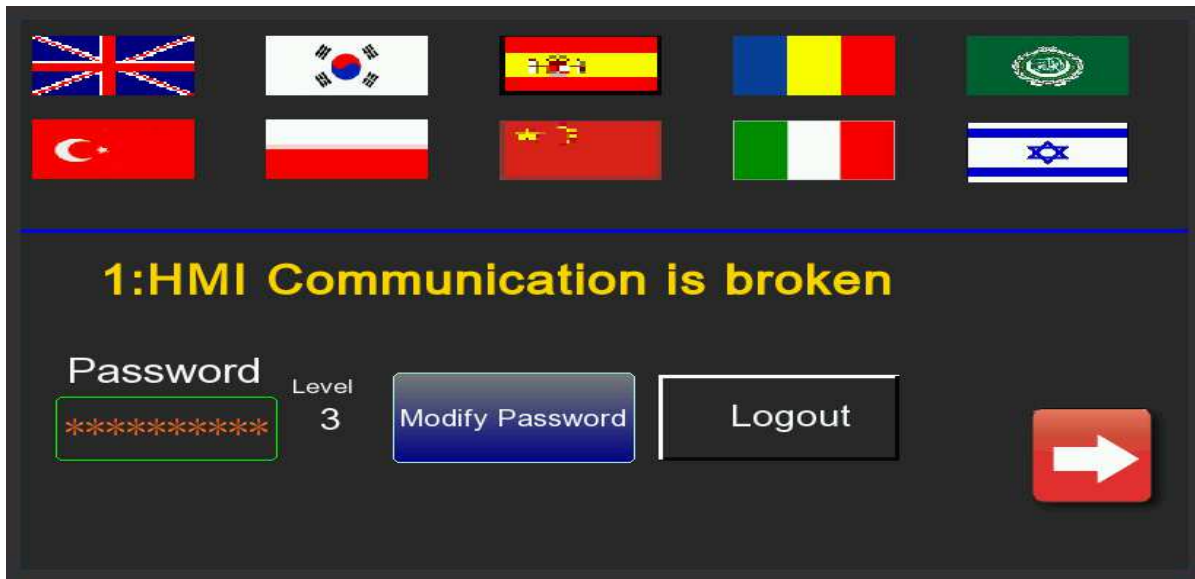 1:HMI Communication is broken
Password
Level
**********
3
Modify Password
Logout